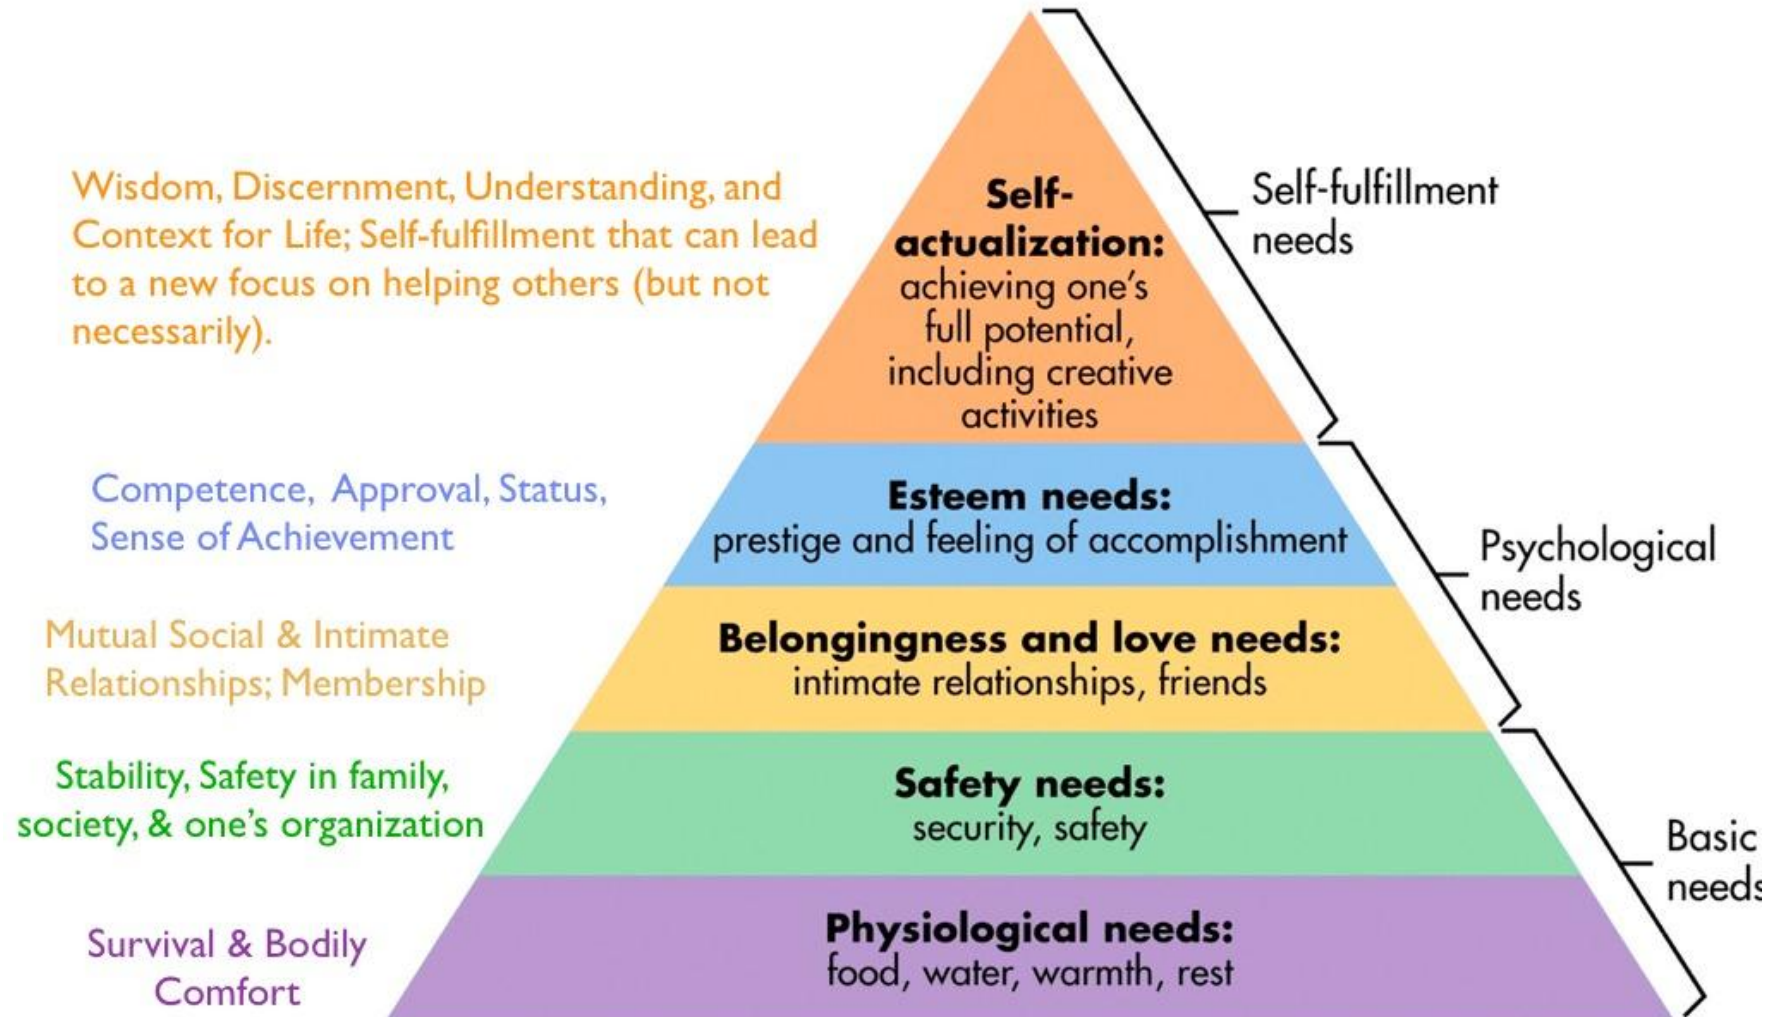 Wisdom, Discernment, Understanding, and
Context for Life; Self-fulfillment that can lead
to a new focus on helping others (but not
necessarily).
Self-
actualization:
achieving one's
full potential,
including creative
activities
Self-fulfillment
needs
Competence, Approval, Status,
Sense of Achievement
Esteem needs:
prestige and feeling of accomplishment
Psychological
needs
Mutual Social & Intimate
Relationships; Membership
Belongingness and love needs:
intimate relationships, friends
Stability, Safety in family,
society, & one's organization
Safety needs:
security, safety
Basic
needs
Survival & Bodily
Comfort
Physiological needs:
food, water, warmth, rest